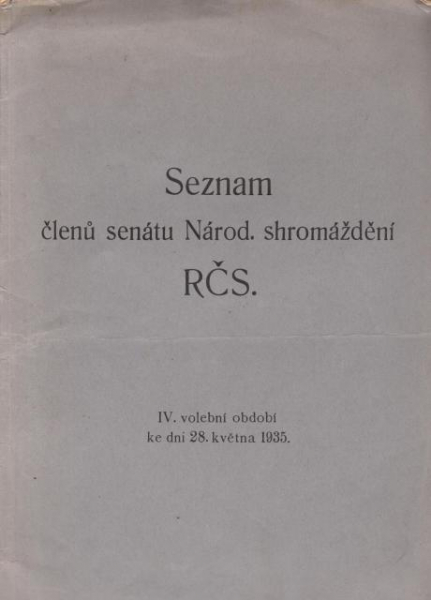 Seznam
členů senátu Národ. shromáždění
RČS.
IV. volební období
ke dni 28. května 1935.